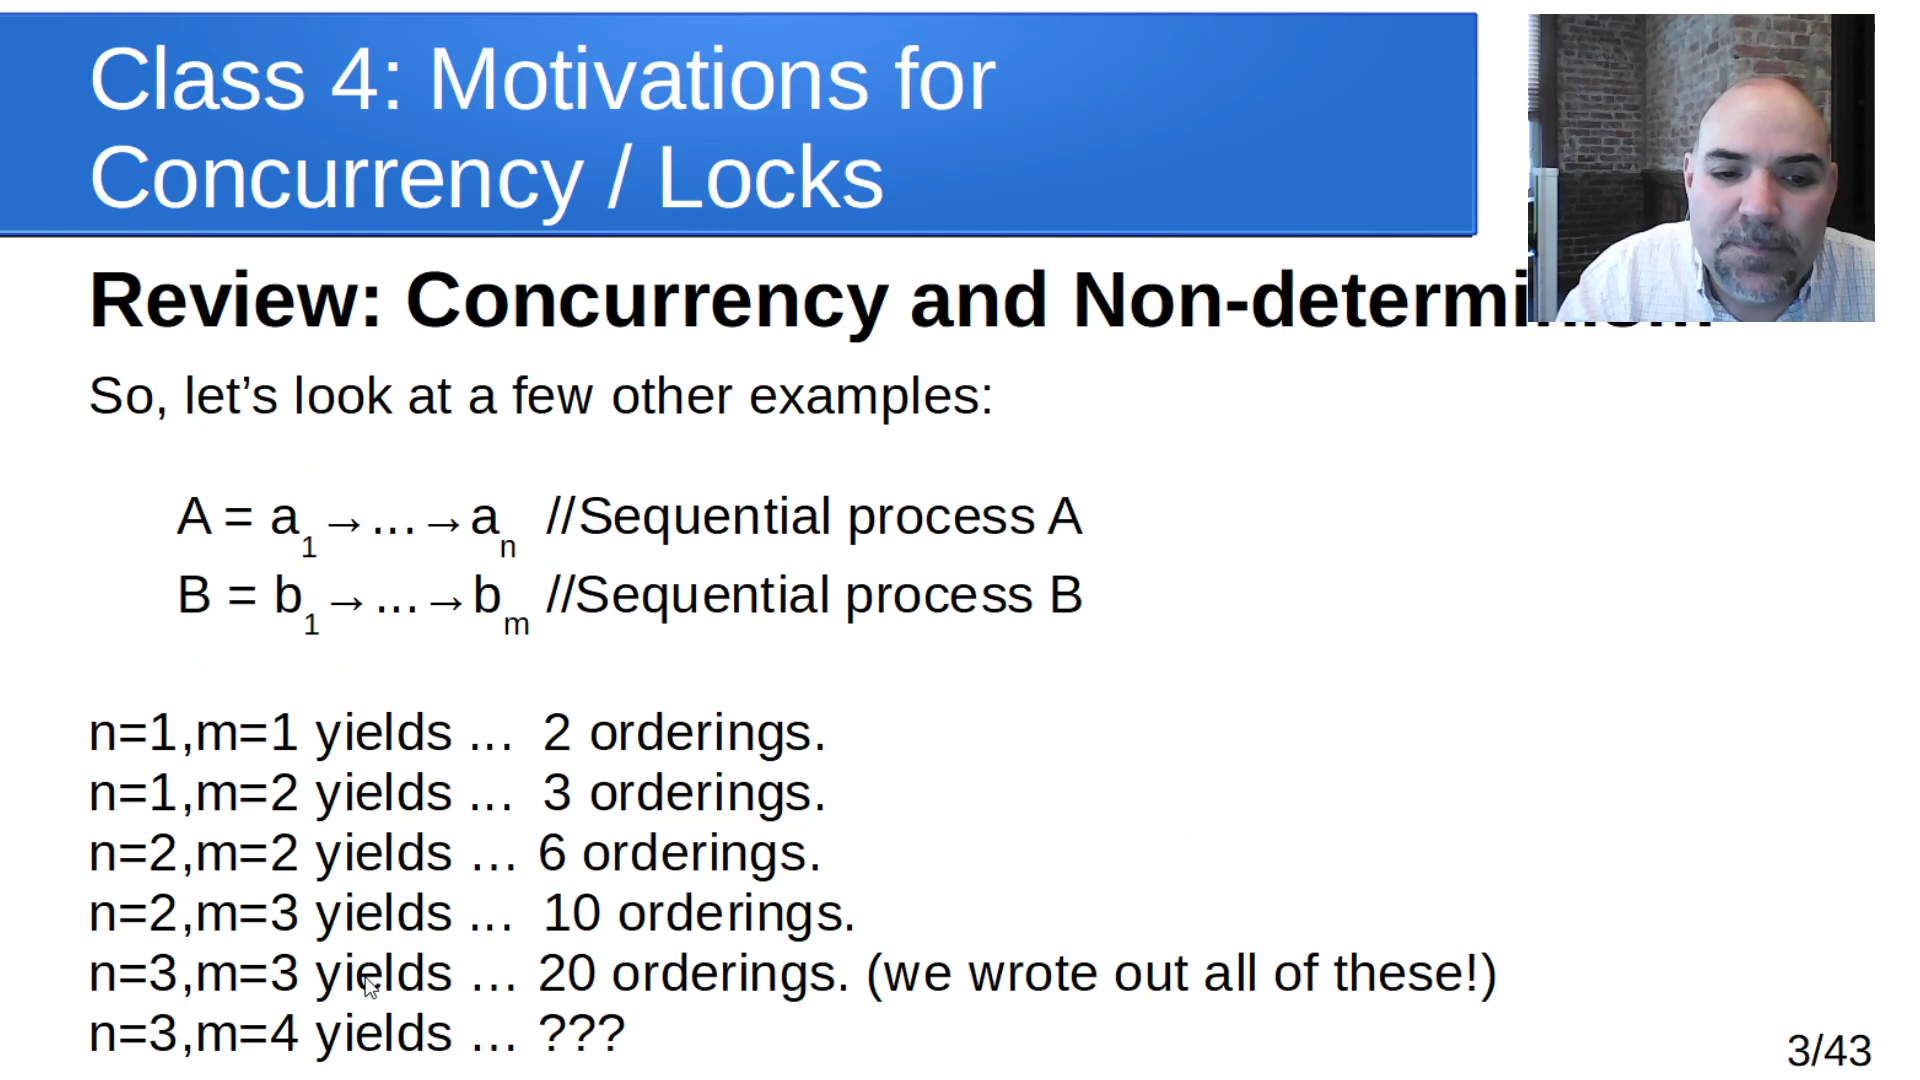 Class 4: Motivations for
Concurrency / Locks
Review: Concurrency and
So, let’s look at a few other examples:
A = a1→...→an //Sequential process A
B = b1→...→bm //Sequential process B
n=1,m=1 yields ... 2 orderings.
n=1,m=2 yields ... 3 orderings.
n=2,m=2 yields ... 6 orderings.
n=2,m=3 yields ... 10 orderings.
n=3,m=3 yields ... 20 orderings. (we wrote out all of these!)
n=3,m=4 yields ... ???
3/43